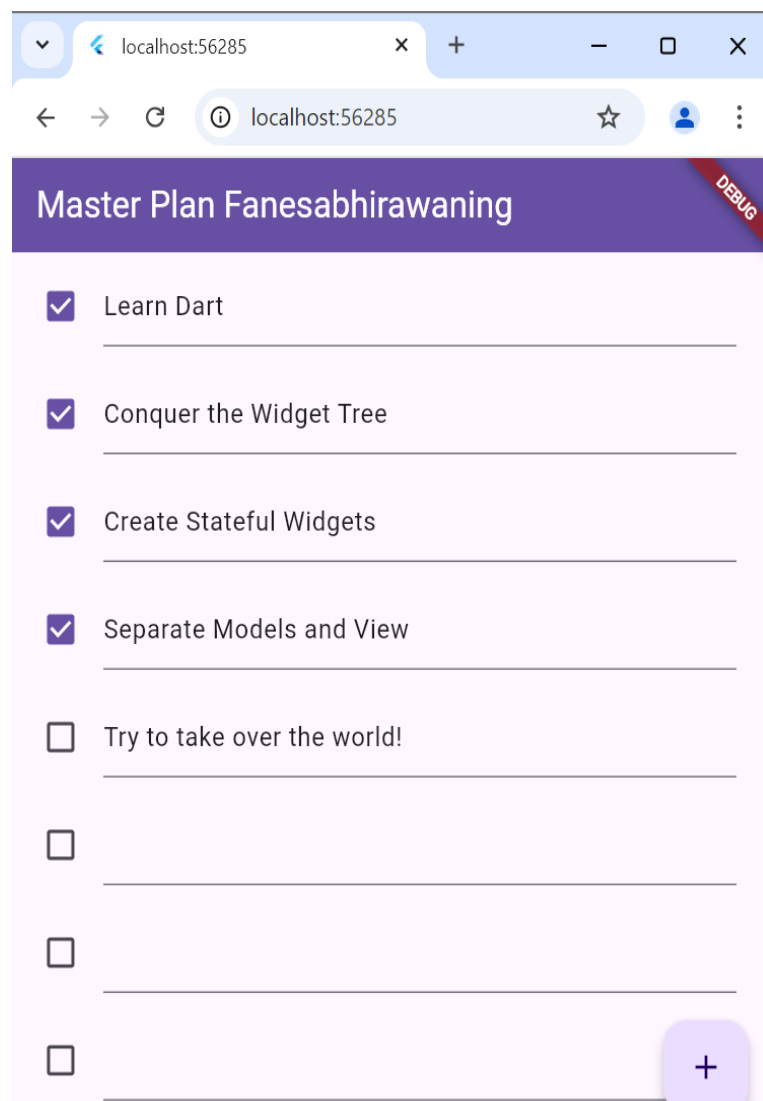 localhost:56285
localhost:56285
Master Plan Fanesabhirawaning
DEBUG
Learn Dart
Conquer the Widget Tree
Create Stateful Widgets
Separate Models and View
Try to take over the world!